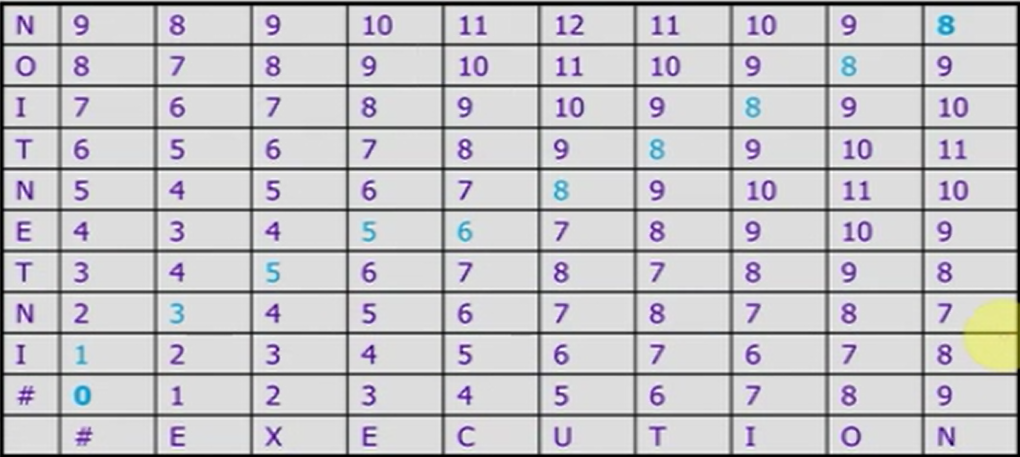 N 9 8 9 10 11 12 11 10 9 8
O 8 7 8 9 10 11 10 9 8 9
I 7 6 7 8 9 10 9 8 9 10
T 6 5 6 7 8 9 8 9 10 11
N 5 4 5 6 7 8 9 10 11 10
E 4 3 4 5 6 7 8 9 10 9
T 3 4 5 6 7 8 7 8 9 8
N 2 3 4 5 6 7 8 7 8 7
I 1 2 3 4 5 6 7 6 7 8
# 0 1 2 3 4 5 6 7 8 9
# E X E C U T I O N